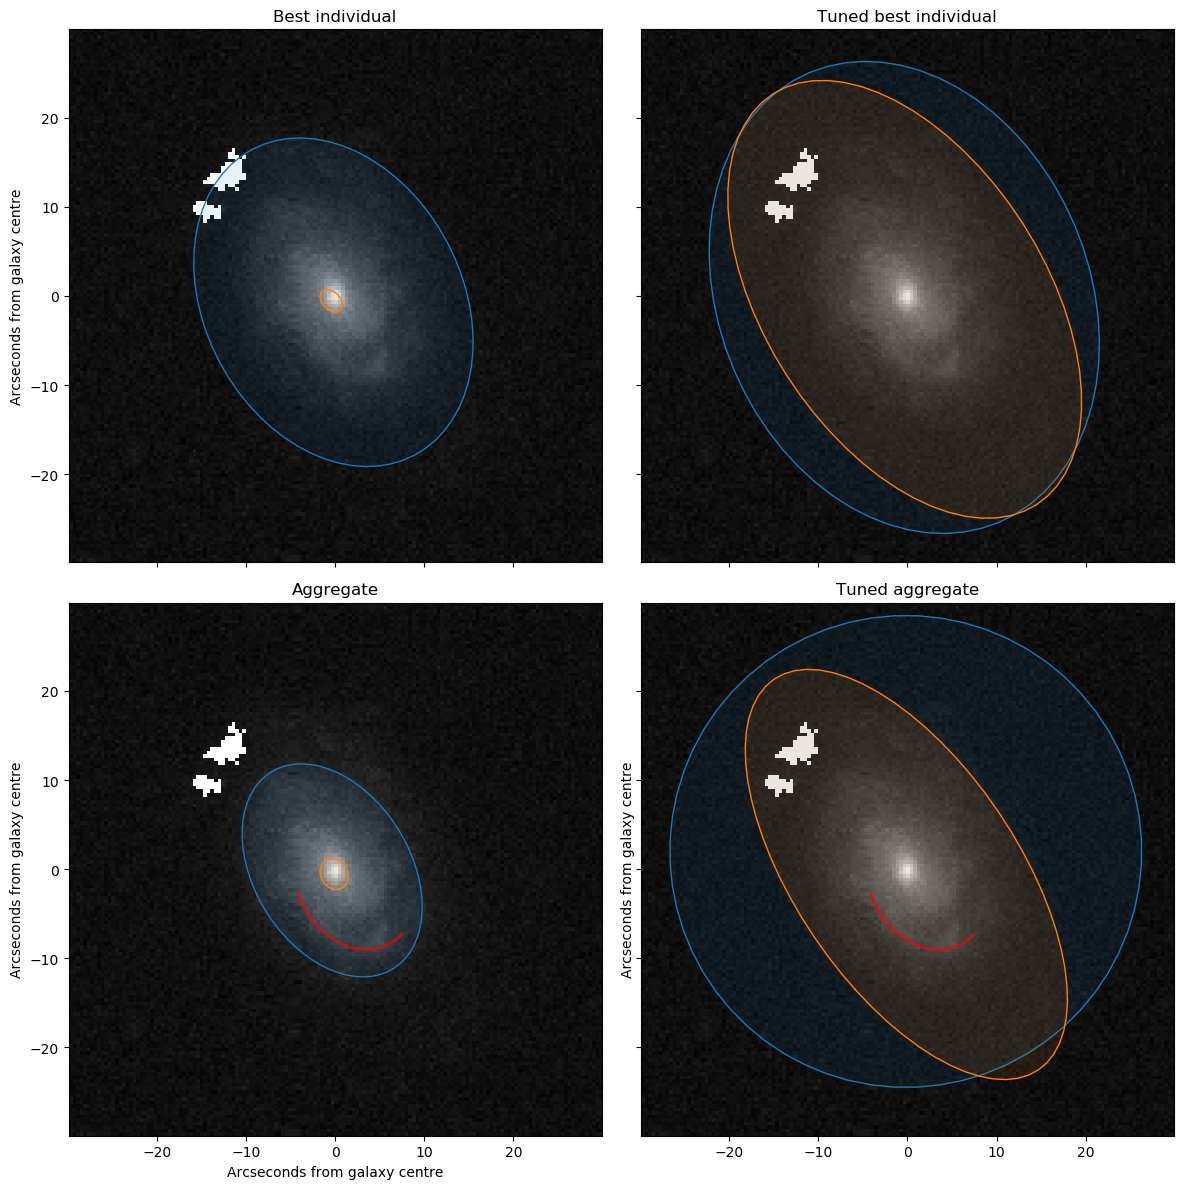 Best individual
Tuned best individual
20
10
0
−10
−20
Arcseconds from galaxy centre
Aggregate
Tuned aggregate
20
10
0
−10
−20
Arcseconds from galaxy centre
Arcseconds from galaxy centre
−20 −10 0 10 20
−20 −10 0 10 20
Arcseconds from galaxy centre